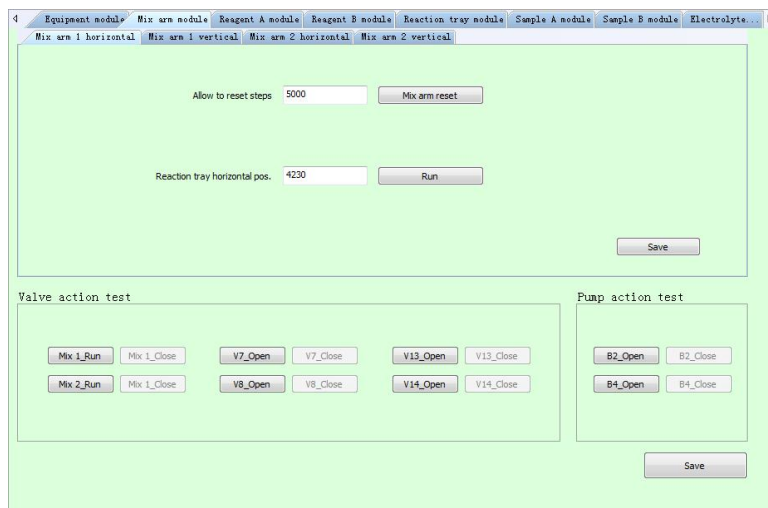 Equipment module Mix arm module Reagent A module Reagent B module Reaction tray module Sample A module Sample B module Electrolyte...
Mix arm 1 horizontal Mix arm 1 vertical Mix arm 2 horizontal Mix arm 2 vertical
Allow to reset steps 5000 Mix arm reset
Reaction tray horizontal pos. 4230 Run
Save
Valve action test Pump action test
Mix 1_Run Mix 1_Close V7_Open V7_Close V13_Open V13_Close B2_Open B2_Close
Mix 2_Run Mix 1_Close V8_Open V8_Close V14_Open V14_Close B4_Open B4_Close
Save